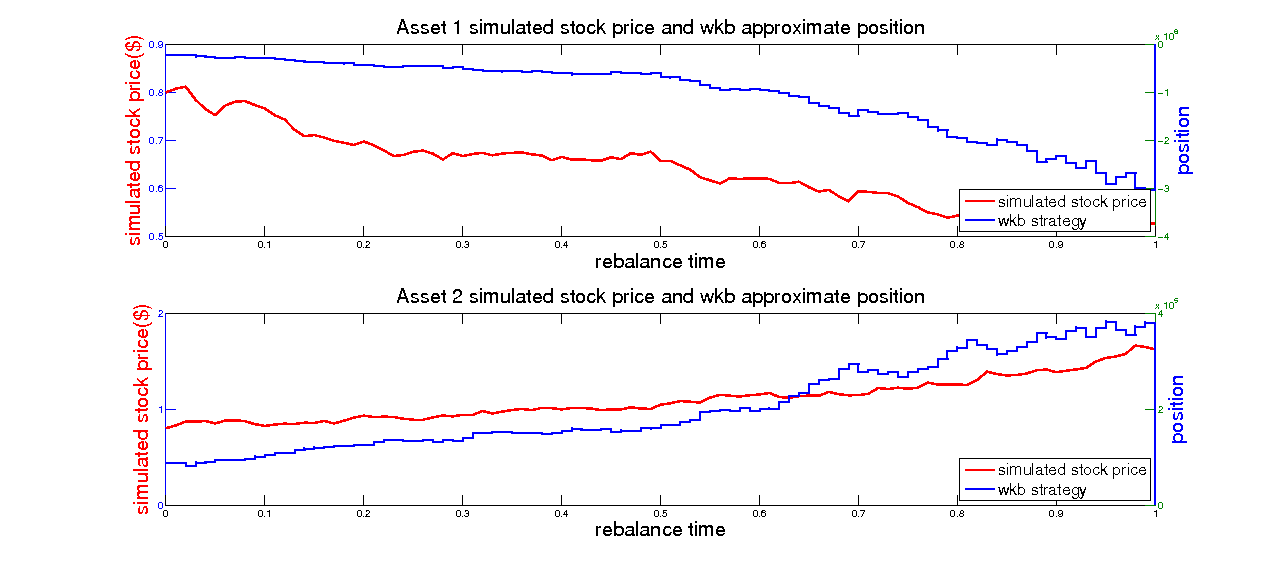 Asset 1 simulated stock price and wkb approximate position
x 10
0.9
0.8
0.7
0.6
0.5
simulated stock price($)
0
−1
−2
−3
−4
position
simulated stock price
wkb strategy
0 0.1 0.2 0.3 0.4 0.5 0.6 0.7 0.8 0.9 1
rebalance time
Asset 2 simulated stock price and wkb approximate position
x 10
2
1
0
simulated stock price($)
4
2
0
position
simulated stock price
wkb strategy
0 0.1 0.2 0.3 0.4 0.5 0.6 0.7 0.8 0.9 1
rebalance time